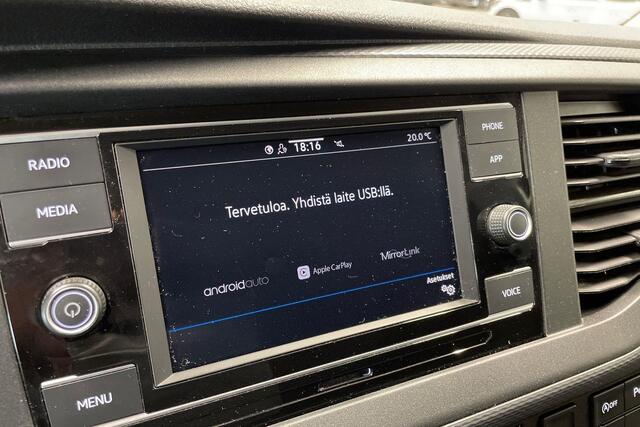 RADIO
MEDIA
MENU
18:16
20.0 °C
Tervetuloa. Yhdistä laite USB:llä.
androidauto
Apple CarPlay
MirrorLink
Asetukset
PHONE
APP
VOICE
OFF